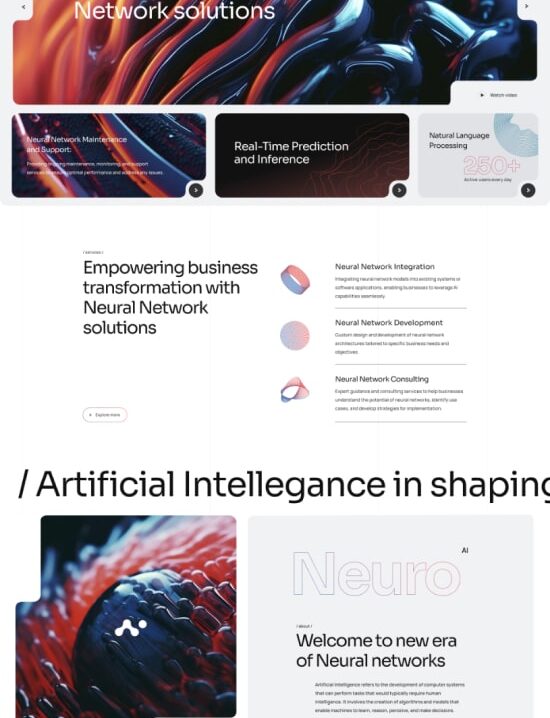 Network solutions
Watch video
Neural Network Maintenance
and Support:
Providing ongoing maintenance, monitoring, and support
services to ensure optimal performance and address any issues.
Real-Time Prediction
and Inference
Natural Language
Processing
250+
Active users every day
/ services /
Empowering business
transformation with
Neural Network
solutions
Explore more
Neural Network Integration
Integrating neural network models into existing systems or
software applications, enabling businesses to leverage AI
capabilities seamlessly.
Neural Network Development
Custom design and development of neural network
architectures tailored to specific business needs and
objectives.
Neural Network Consulting
Expert guidance and consulting services to help businesses
understand the potential of neural networks, identify use
cases, and develop strategies for implementation.
/ Artificial Intellegance in shaping
Neuro
AI
/ about /
Welcome to new era
of Neural networks
Artificial Intelligence refers to the development of computer systems
that can perform tasks that would typically require human
intelligence. It involves the creation of algorithms and models that
enable machines to learn, reason, perceive, and make decisions.